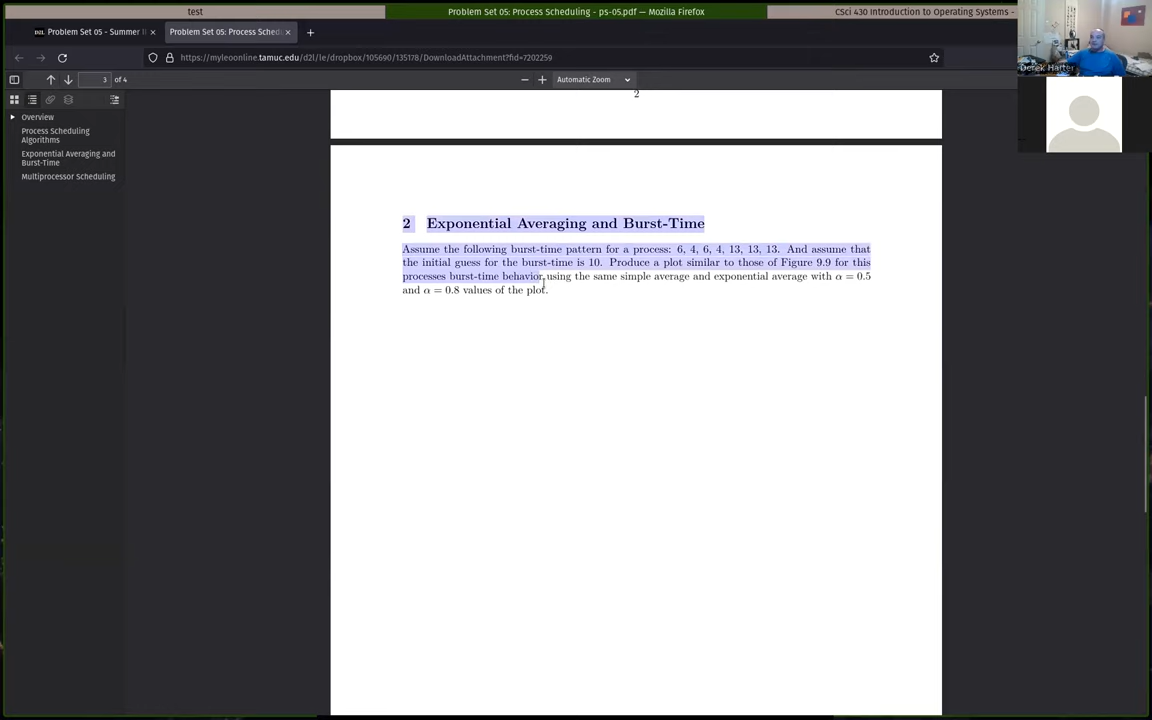 test
Problem Set 05: Process Scheduling - ps-05.pdf — Mozilla Firefox
CSci 430 Introduction to Operating Systems -
Problem Set 05 - Summer
Problem Set 05: Process Sched
https://myleoonline.tamuc.edu/d2l/le/dropbox/105690/135178/DownloadAttachment?fid=7202259
Derek Harter
3 of 4
Automatic Zoom
Overview
Process Scheduling
Algorithms
Exponential Averaging and
Burst-Time
Multiprocessor Scheduling
2
2 Exponential Averaging and Burst-Time
Assume the following burst-time pattern for a process: 6, 4, 6, 4, 13, 13, 13. And assume that
the initial guess for the burst-time is 10. Produce a plot similar to those of Figure 9.9 for this
processes burst-time behavior, using the same simple average and exponential average with α = 0.5
and α = 0.8 values of the plot.